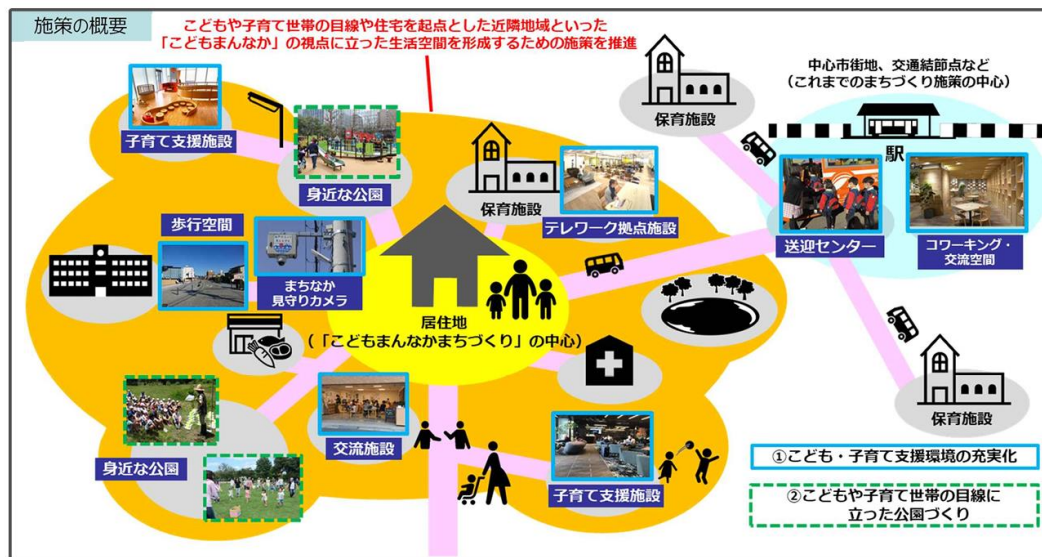 施策の概要
こどもや子育て世帯の目線や住宅を起点とした近隣地域といった
「こどもまんなか」の視点に立った生活空間を形成するための施策を推進
中心市街地、交通結節点など
（これまでのまちづくり施策の中心）
保育施設
駅
子育て支援施設
身近な公園
保育施設
テレワーク拠点施設
送迎センター
コワーキング・
交流空間
歩行空間
まちなか
見守りカメラ
居住地
（「こどもまんなかまちづくり」の中心）
交流施設
身近な公園
子育て支援施設
保育施設
①こども・子育て支援環境の充実化
②こどもや子育て世帯の目線に
立った公園づくり